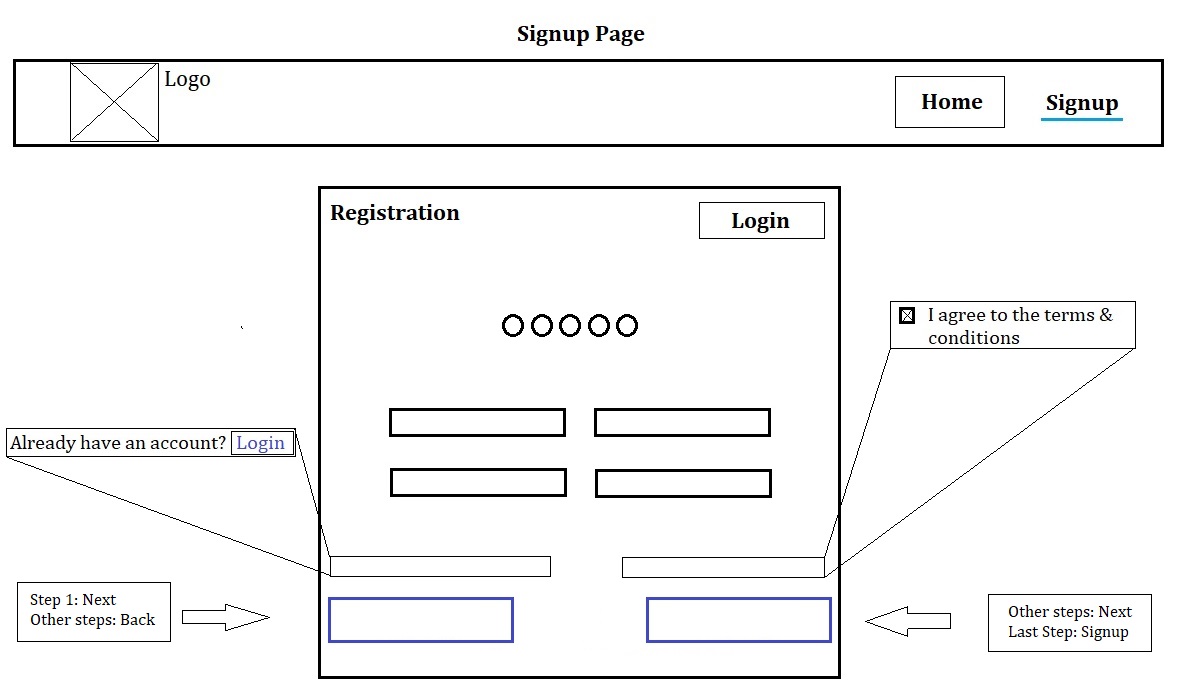 Signup Page
Logo
Home
Signup
Registration
Login
I agree to the terms &
conditions
Already have an account? Login
Step 1: Next
Other steps: Back
Other steps: Next
Last Step: Signup